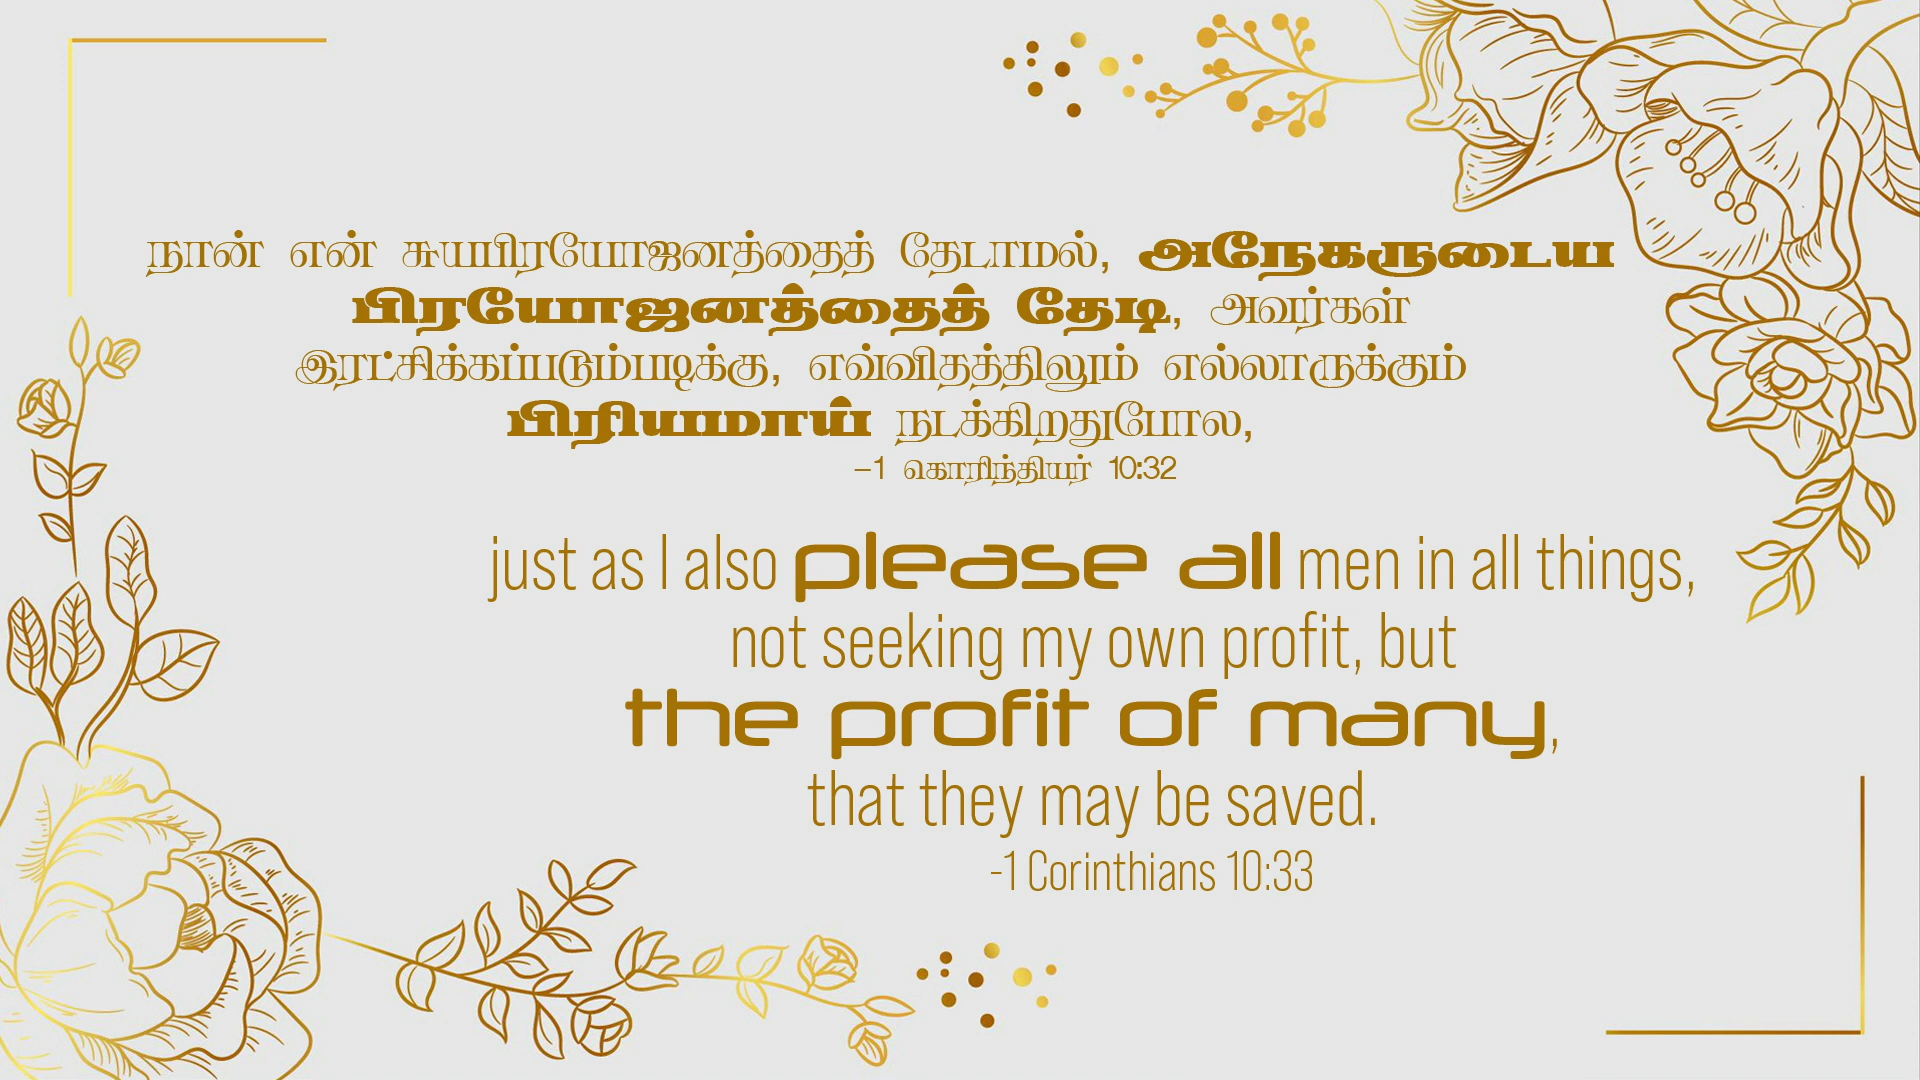 நான் என் சுயபிரயோஜனத்தைத் தேடாமல், அநேகருடைய
பிரயோஜனத்தைத் தேடி, அவர்கள்
இரட்சிக்கப்படும்படிக்கு, எவ்விதத்திலும் எல்லாருக்கும்
பிரியமாய் நடக்கிறதுபோல,
-1 கொரிந்தியர் 10:32
just as I also please all men in all things,
not seeking my own profit, but
the profit of many,
that they may be saved.
-1 Corinthians 10:33